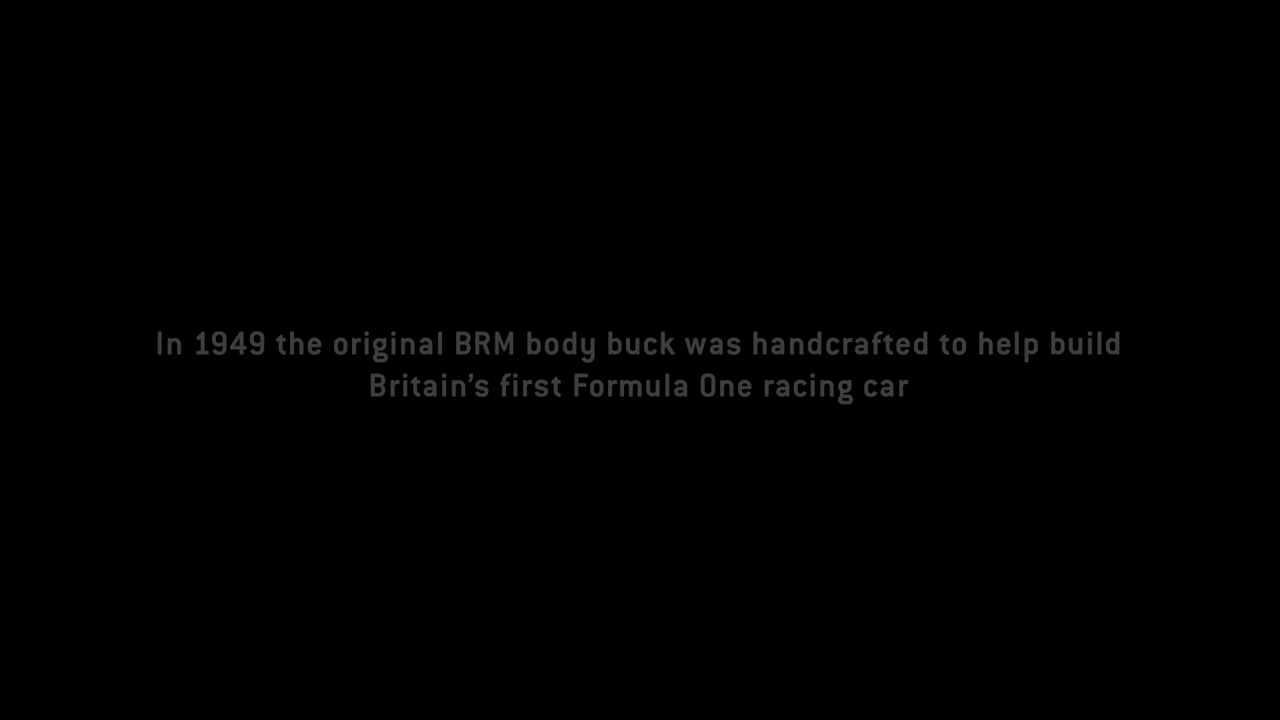 In 1949 the original BRM body buck was handcrafted to help build
Britain’s first Formula One racing car